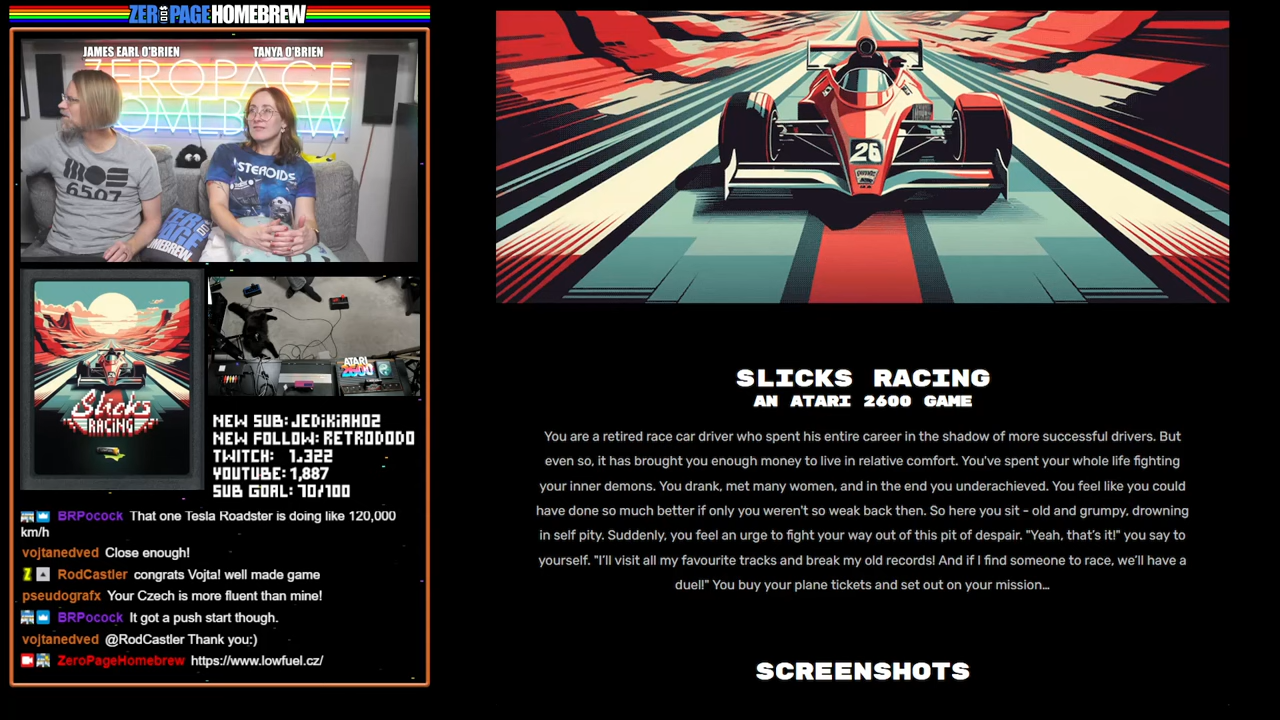 ZEROPAGE HOMEBREW
JAMES EARL O'BRIEN
TANYA O'BRIEN
ZEROPAGE
HOMEBREW
MOS
6507
ASTEROIDS
ZERO
PAGE
HOMEBREW
ATARI
2600
Slicks
RACING
NEW SUB: JEDIKIAH02
NEW FOLLOW: RETRODODO
TWITCH: 1,322
YOUTUBE: 1,887
SUB GOAL: 70/100
BRPocock That one Tesla Roadster is doing like 120,000
km/h
vojtanedved Close enough!
RodCastler congrats Vojta! well made game
pseudografx Your Czech is more fluent than mine!
BRPocock It got a push start though.
vojtanedved @RodCastler Thank you:)
ZeroPageHomebrew https://www.lowfuel.cz/
26
SLICKS RACING
AN ATARI 2600 GAME
You are a retired race car driver who spent his entire career in the shadow of more successful drivers. But
even so, it has brought you enough money to live in relative comfort. You've spent your whole life fighting
your inner demons. You drank, met many women, and in the end you underachieved. You feel like you could
have done so much better if only you weren't so weak back then. So here you sit - old and grumpy, drowning
in self pity. Suddenly, you feel an urge to fight your way out of this pit of despair. "Yeah, that's it!" you say to
yourself. "I'll visit all my favourite tracks and break my old records! And if I find someone to race, we'll have a
duel!" You buy your plane tickets and set out on your mission…
SCREENSHOTS